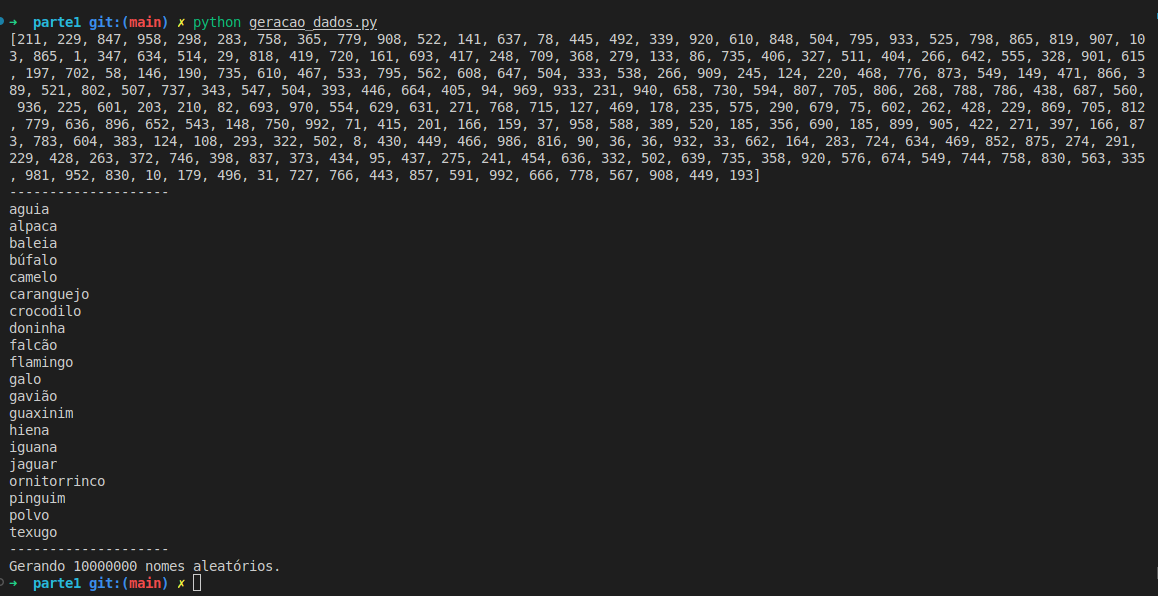 ➜ parte1 git:(main) ✗ python geracao_dados.py
[211, 229, 847, 958, 298, 283, 758, 365, 779, 908, 522, 141, 637, 78, 445, 492, 339, 920, 610, 848, 504, 795, 933, 525, 798, 865, 819, 907, 10
3, 865, 1, 347, 634, 514, 29, 818, 419, 720, 161, 693, 417, 248, 709, 368, 279, 133, 86, 735, 406, 327, 511, 404, 266, 642, 555, 328, 901, 615
, 197, 702, 58, 146, 190, 735, 610, 467, 533, 795, 562, 608, 647, 504, 333, 538, 266, 909, 245, 124, 220, 468, 776, 873, 549, 149, 471, 866, 3
89, 521, 802, 507, 737, 343, 547, 504, 393, 446, 664, 405, 94, 969, 933, 231, 940, 658, 730, 594, 807, 705, 806, 268, 788, 786, 438, 687, 560,
936, 225, 601, 203, 210, 82, 693, 970, 554, 629, 631, 271, 768, 715, 127, 469, 178, 235, 575, 290, 679, 75, 602, 262, 428, 229, 869, 705, 812
, 779, 636, 896, 652, 543, 148, 750, 992, 71, 415, 201, 166, 159, 37, 958, 588, 389, 520, 185, 356, 690, 185, 899, 905, 422, 271, 397, 166, 87
3, 783, 604, 383, 124, 108, 293, 322, 502, 8, 430, 449, 466, 986, 816, 90, 36, 36, 932, 33, 662, 164, 283, 724, 634, 469, 852, 875, 274, 291,
229, 428, 263, 372, 746, 398, 837, 373, 434, 95, 437, 275, 241, 454, 636, 332, 502, 639, 735, 358, 920, 576, 674, 549, 744, 758, 830, 563, 335
, 981, 952, 830, 10, 179, 496, 31, 727, 766, 443, 857, 591, 992, 666, 778, 567, 908, 449, 193]
--------------------
aguia
alpaca
baleia
búfalo
camelo
caranguejo
crocodilo
doninha
falcão
flamingo
galo
gavião
guaxinim
hiena
iguana
jaguar
ornitorrinco
pinguim
polvo
texugo
--------------------
Gerando 10000000 nomes aleatórios.
➜ parte1 git:(main) ✗